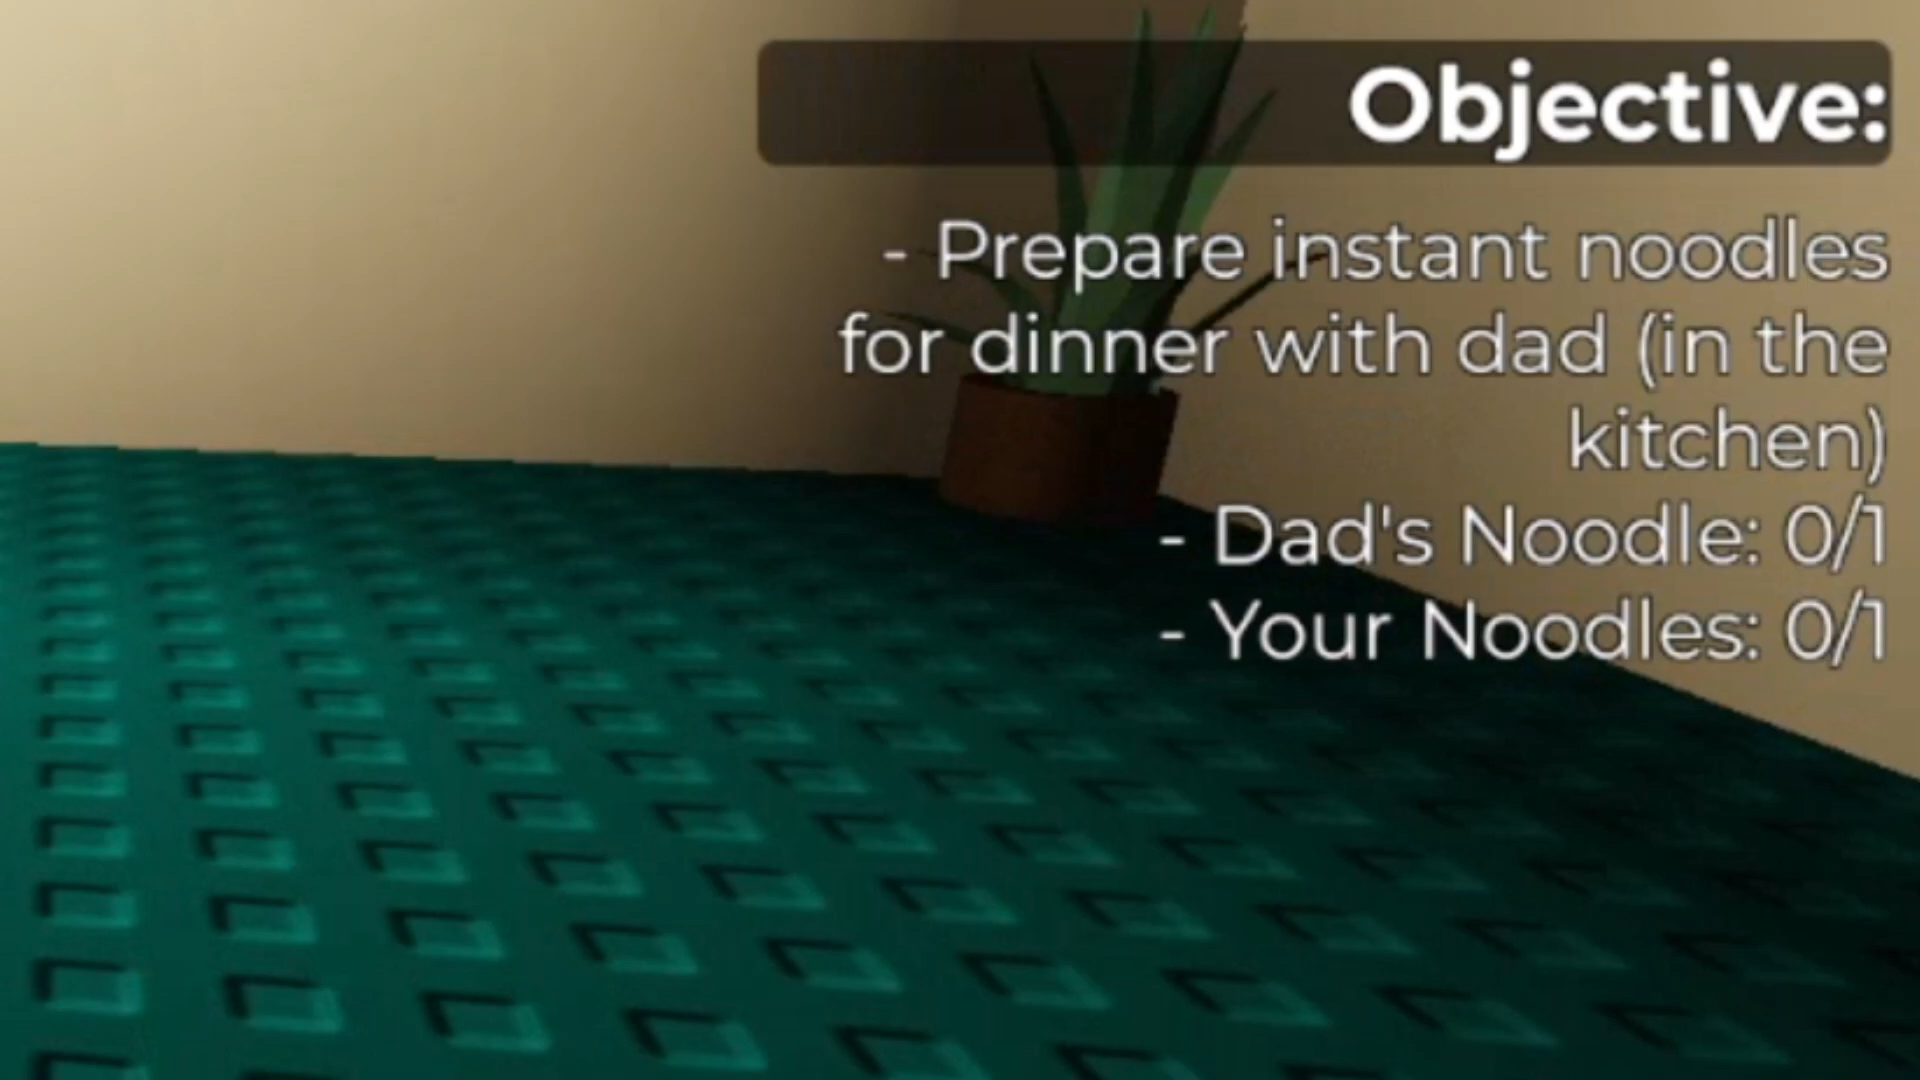 Objective:
- Prepare instant noodles
for dinner with dad (in the
kitchen)
- Dad's Noodle: 0/1
- Your Noodles: 0/1